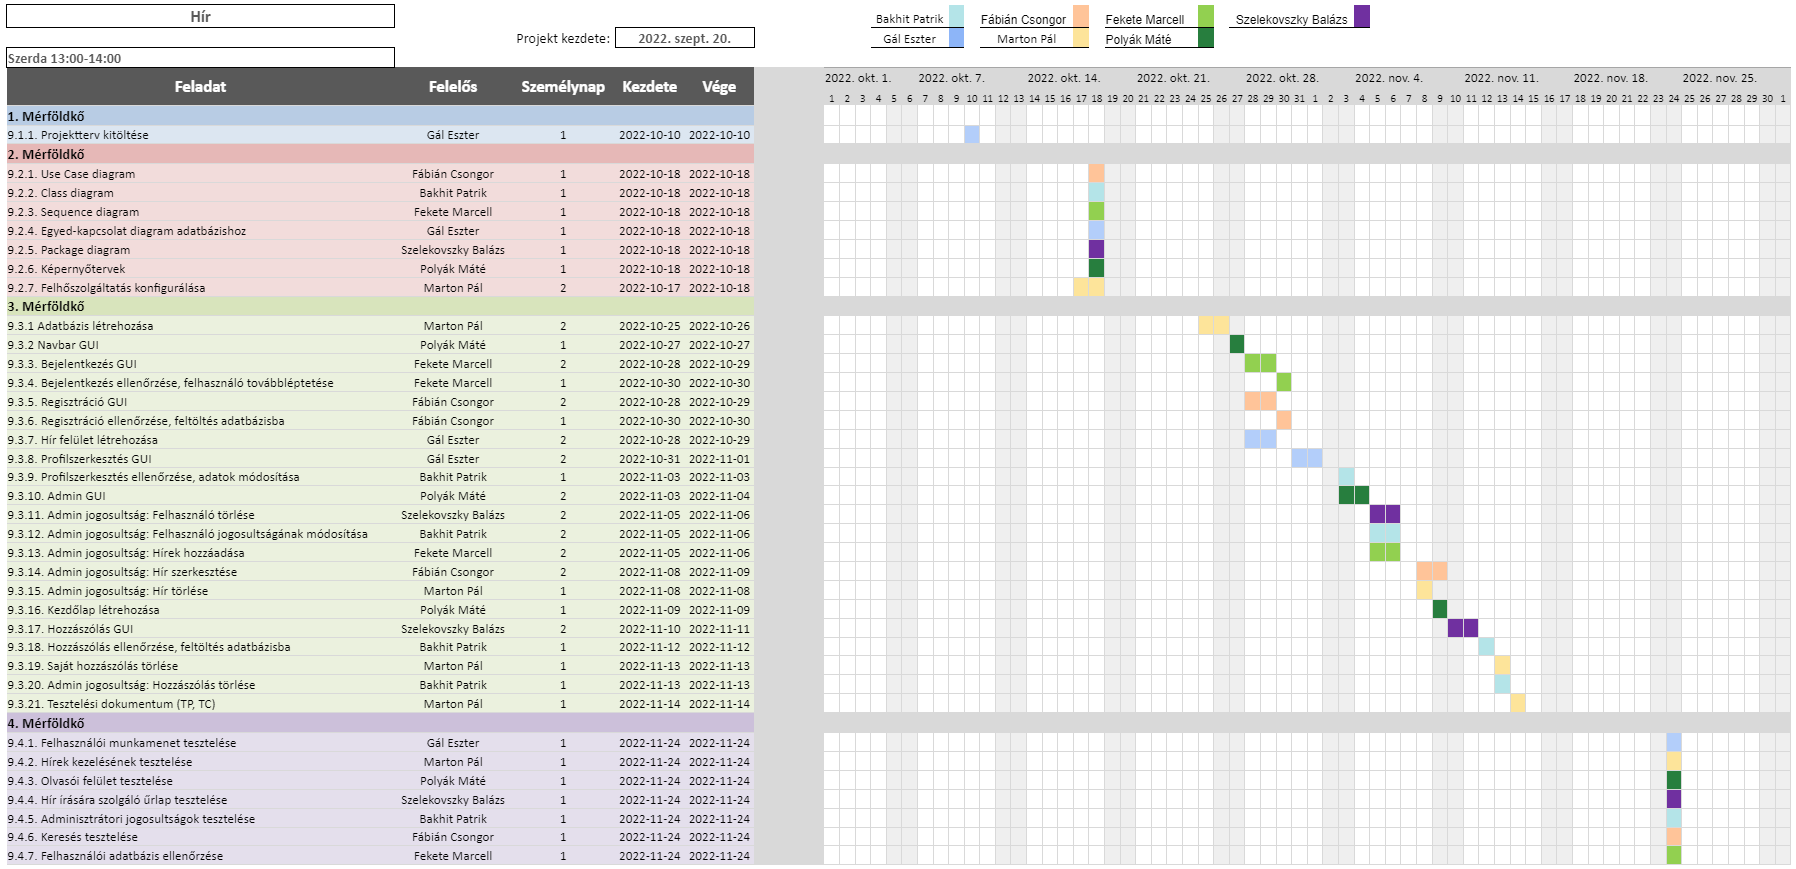 Hír
Projekt kezdete: 2022. szept. 20.
Szerda 13:00-14:00
Bakhit Patrik Fábián Csongor Fekete Marcell Szelekovszky Balázs
Gál Eszter Marton Pál Polyák Máté
Feladat Felelős Személynap Kezdete Vége
2022. okt. 1. 2022. okt. 7. 2022. okt. 14. 2022. okt. 21. 2022. okt. 28. 2022. nov. 4. 2022. nov. 11. 2022. nov. 18. 2022. nov. 25.
1 2 3 4 5 6 7 8 9 10 11 12 13 14 15 16 17 18 19 20 21 22 23 24 25 26 27 28 29 30 31 1 2 3 4 5 6 7 8 9 10 11 12 13 14 15 16 17 18 19 20 21 22 23 24 25 26 27 28 29 30 1
1. Mérföldkő
9.1.1. Projektterv kitöltése Gál Eszter 1 2022-10-10 2022-10-10
2. Mérföldkő
9.2.1. Use Case diagram Fábián Csongor 1 2022-10-18 2022-10-18
9.2.2. Class diagram Bakhit Patrik 1 2022-10-18 2022-10-18
9.2.3. Sequence diagram Fekete Marcell 1 2022-10-18 2022-10-18
9.2.4. Egyed-kapcsolat diagram adatbázishoz Gál Eszter 1 2022-10-18 2022-10-18
9.2.5. Package diagram Szelekovszky Balázs 1 2022-10-18 2022-10-18
9.2.6. Képernyőtervek Polyák Máté 1 2022-10-18 2022-10-18
9.2.7. Felhőszolgáltatás konfigurálása Marton Pál 2 2022-10-17 2022-10-18
3. Mérföldkő
9.3.1 Adatbázis létrehozása Marton Pál 2 2022-10-25 2022-10-26
9.3.2 Navbar GUI Polyák Máté 1 2022-10-27 2022-10-27
9.3.3. Bejelentkezés GUI Fekete Marcell 2 2022-10-28 2022-10-29
9.3.4. Bejelentkezés ellenőrzése, felhasználó továbbléptetése Fekete Marcell 1 2022-10-30 2022-10-30
9.3.5. Regisztráció GUI Fábián Csongor 2 2022-10-28 2022-10-29
9.3.6. Regisztráció ellenőrzése, feltöltés adatbázisba Fábián Csongor 1 2022-10-30 2022-10-30
9.3.7. Hír felület létrehozása Gál Eszter 2 2022-10-28 2022-10-29
9.3.8. Profilszerkesztés GUI Gál Eszter 2 2022-10-31 2022-11-01
9.3.9. Profilszerkesztés ellenőrzése, adatok módosítása Bakhit Patrik 1 2022-11-03 2022-11-03
9.3.10. Admin GUI Polyák Máté 2 2022-11-03 2022-11-04
9.3.11. Admin jogosultság: Felhasználó törlése Szelekovszky Balázs 2 2022-11-05 2022-11-06
9.3.12. Admin jogosultság: Felhasználó jogosultságának módosítása Bakhit Patrik 2 2022-11-05 2022-11-06
9.3.13. Admin jogosultság: Hírek hozzáadása Fekete Marcell 2 2022-11-05 2022-11-06
9.3.14. Admin jogosultság: Hír szerkesztése Fábián Csongor 2 2022-11-08 2022-11-09
9.3.15. Admin jogosultság: Hír törlése Marton Pál 1 2022-11-08 2022-11-08
9.3.16. Kezdőlap létrehozása Polyák Máté 1 2022-11-09 2022-11-09
9.3.17. Hozzászólás GUI Szelekovszky Balázs 2 2022-11-10 2022-11-11
9.3.18. Hozzászólás ellenőrzése, feltöltés adatbázisba Bakhit Patrik 1 2022-11-12 2022-11-12
9.3.19. Saját hozzászólás törlése Marton Pál 1 2022-11-13 2022-11-13
9.3.20. Admin jogosultság: Hozzászólás törlése Bakhit Patrik 1 2022-11-13 2022-11-13
9.3.21. Tesztelési dokumentum (TP, TC) Marton Pál 1 2022-11-14 2022-11-14
4. Mérföldkő
9.4.1. Felhasználói munkamenet tesztelése Gál Eszter 1 2022-11-24 2022-11-24
9.4.2. Hírek kezelésének tesztelése Marton Pál 1 2022-11-24 2022-11-24
9.4.3. Olvasói felület tesztelése Polyák Máté 1 2022-11-24 2022-11-24
9.4.4. Hír írására szolgáló űrlap tesztelése Szelekovszky Balázs 1 2022-11-24 2022-11-24
9.4.5. Adminisztrátori jogosultságok tesztelése Bakhit Patrik 1 2022-11-24 2022-11-24
9.4.6. Keresés tesztelése Fábián Csongor 1 2022-11-24 2022-11-24
9.4.7. Felhasználói adatbázis ellenőrzése Fekete Marcell 1 2022-11-24 2022-11-24